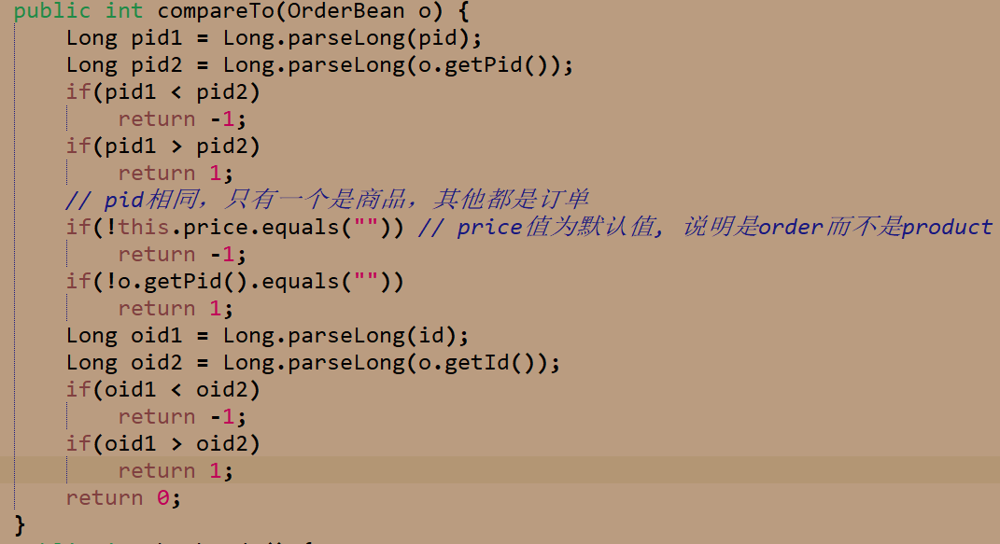 public int compareTo(OrderBean o) {
    Long pid1 = Long.parseLong(pid);
    Long pid2 = Long.parseLong(o.getPid());
    if(pid1 < pid2)
        return -1;
    if(pid1 > pid2)
        return 1;
    // pid相同，只有一个是商品，其他都是订单
    if(!this.price.equals("")) // price值为默认值, 说明是order而不是product
        return -1;
    if(!o.getPid().equals(""))
        return 1;
    Long oid1 = Long.parseLong(id);
    Long oid2 = Long.parseLong(o.getId());
    if(oid1 < oid2)
        return -1;
    if(oid1 > oid2)
        return 1;
    return 0;
}